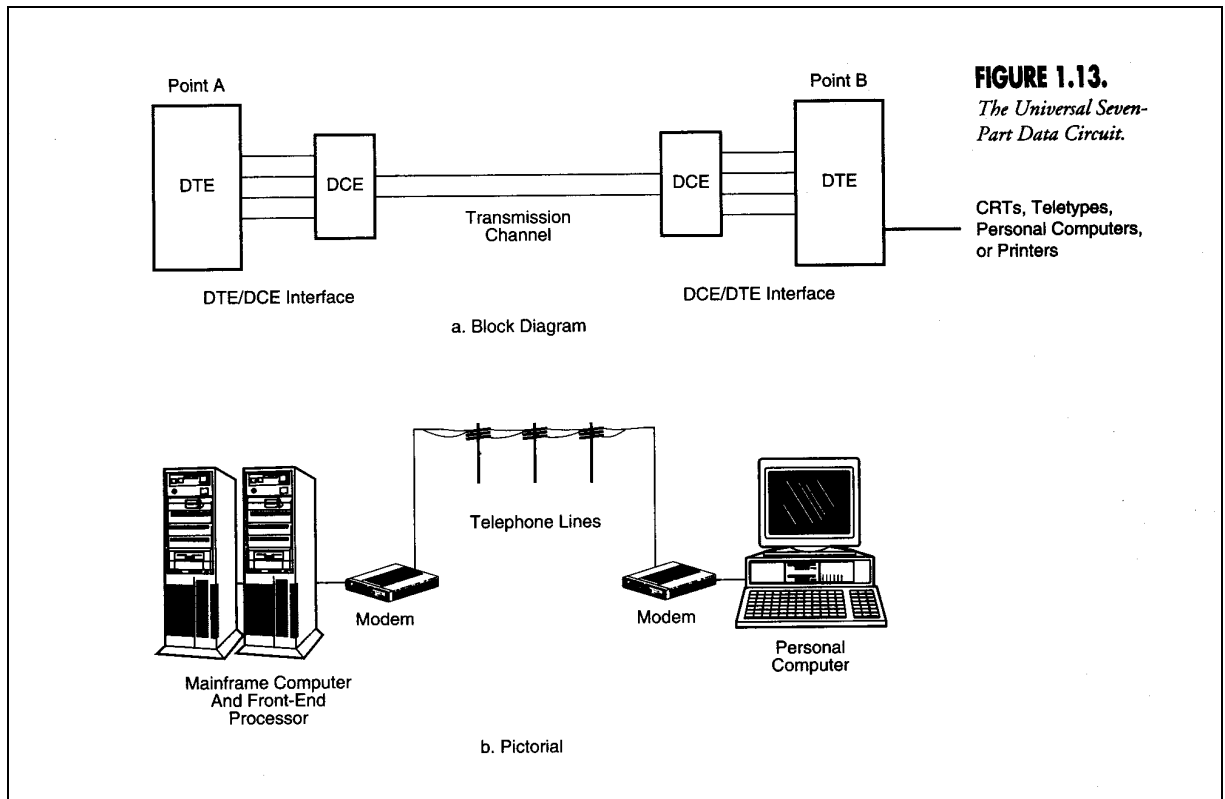 FIGURE 1.13.
The Universal Seven-
Part Data Circuit.
Point A
Point B
DTE
DCE
DCE
DTE
Transmission
Channel
CRTs, Teletypes,
Personal Computers,
or Printers
DTE/DCE Interface
DCE/DTE Interface
a. Block Diagram
Telephone Lines
Modem
Modem
Personal
Computer
Mainframe Computer
And Front-End
Processor
b. Pictorial